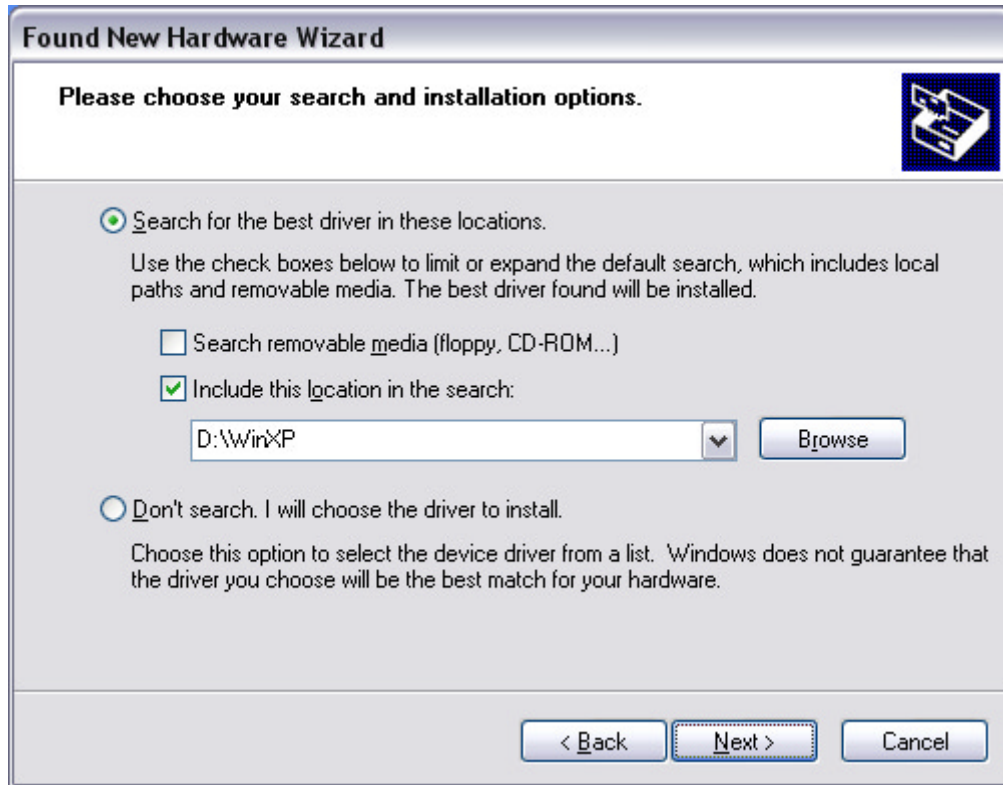 Found New Hardware Wizard
Please choose your search and installation options.
Search for the best driver in these locations.
Use the check boxes below to limit or expand the default search, which includes local
paths and removable media. The best driver found will be installed.
Search removable media (floppy, CD-ROM...)
Include this location in the search:
D:\WinXP
Browse
Don't search. I will choose the driver to install.
Choose this option to select the device driver from a list. Windows does not guarantee that
the driver you choose will be the best match for your hardware.
< Back Next > Cancel